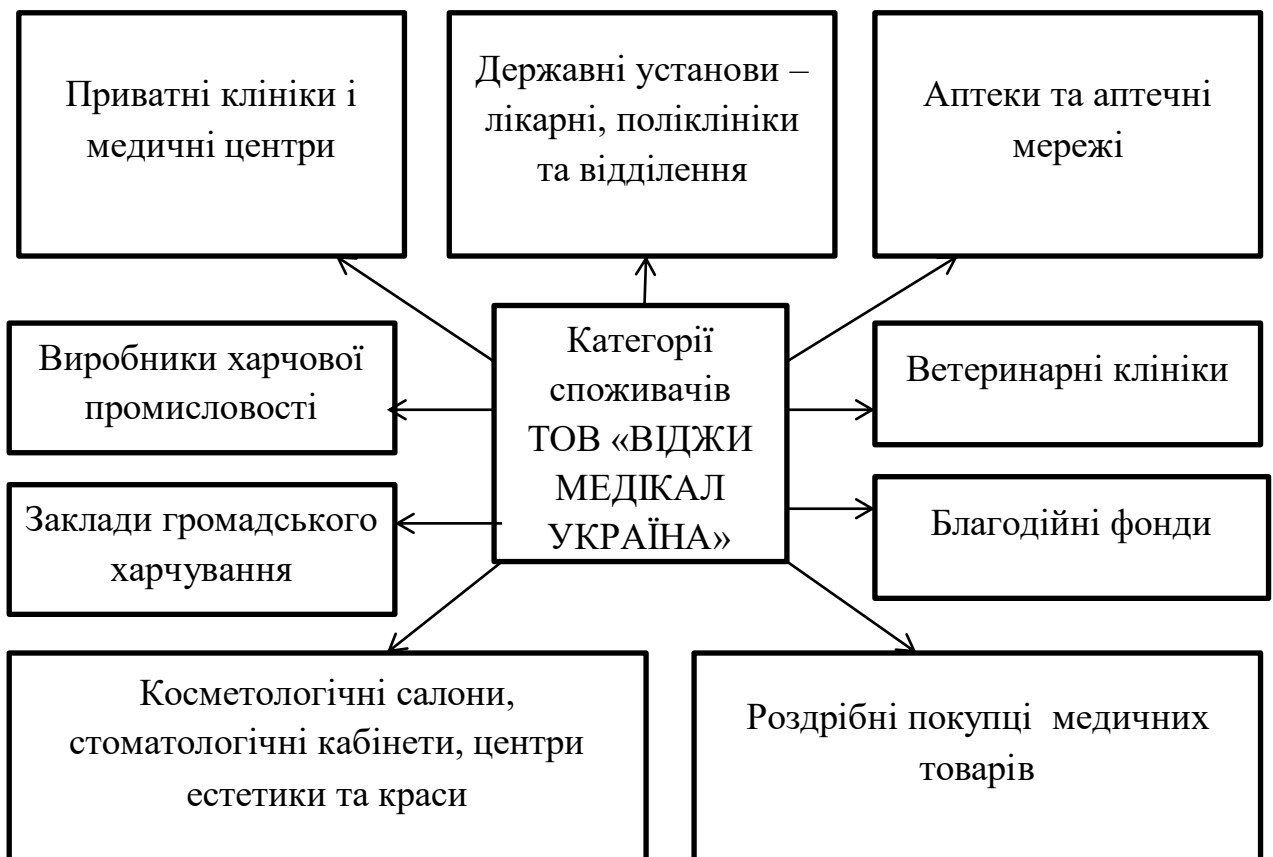 Приватні клініки і
медичні центри
Державні установи –
лікарні, поліклініки
та відділення
Аптеки та аптечні
мережі
Виробники харчової
промисловості
Категорії
споживачів
ТОВ «ВІДЖИ
МЕДІКАЛ
УКРАЇНА»
Ветеринарні клініки
Заклади громадського
харчування
Благодійні фонди
Косметологічні салони,
стоматологічні кабінети, центри
естетики та краси
Роздрібні покупці медичних
товарів